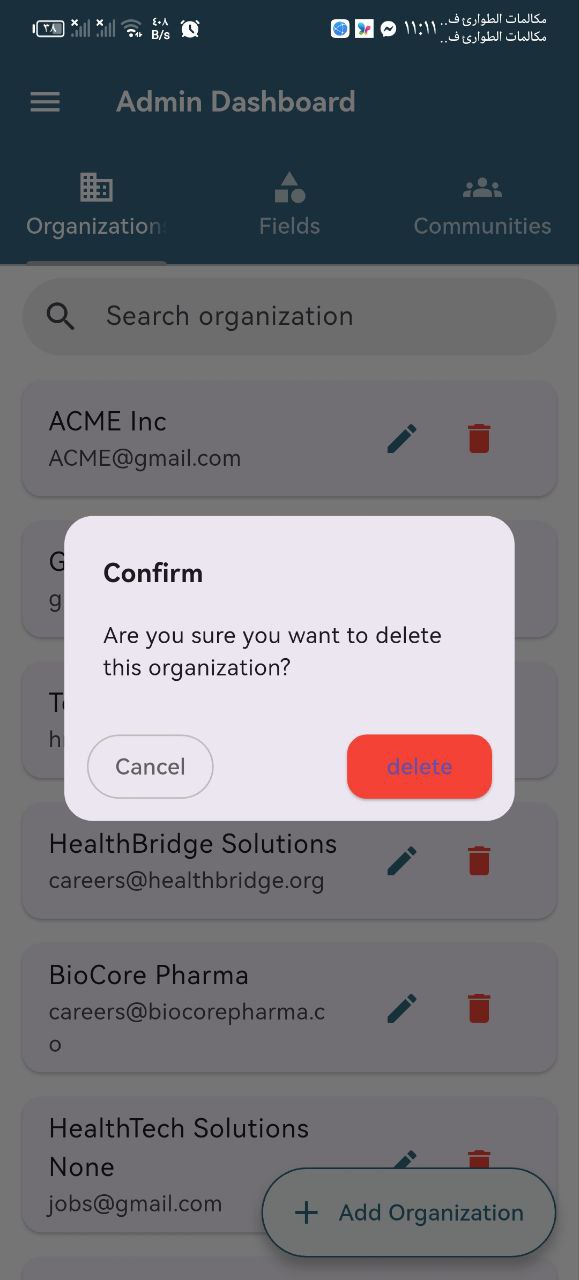 ٣٨
٤٠٨
B/s
١١:١١
مكالمات الطوارئ ف..
مكالمات الطوارئ ف..
Admin Dashboard
Organizations
Fields
Communities
Search organization
ACME Inc
ACME@gmail.com
G
g
Confirm
Are you sure you want to delete
this organization?
Cancel
delete
HealthBridge Solutions
careers@healthbridge.org
BioCore Pharma
careers@biocorepharma.c
o
HealthTech Solutions
None
jobs@gmail.com
Add Organization